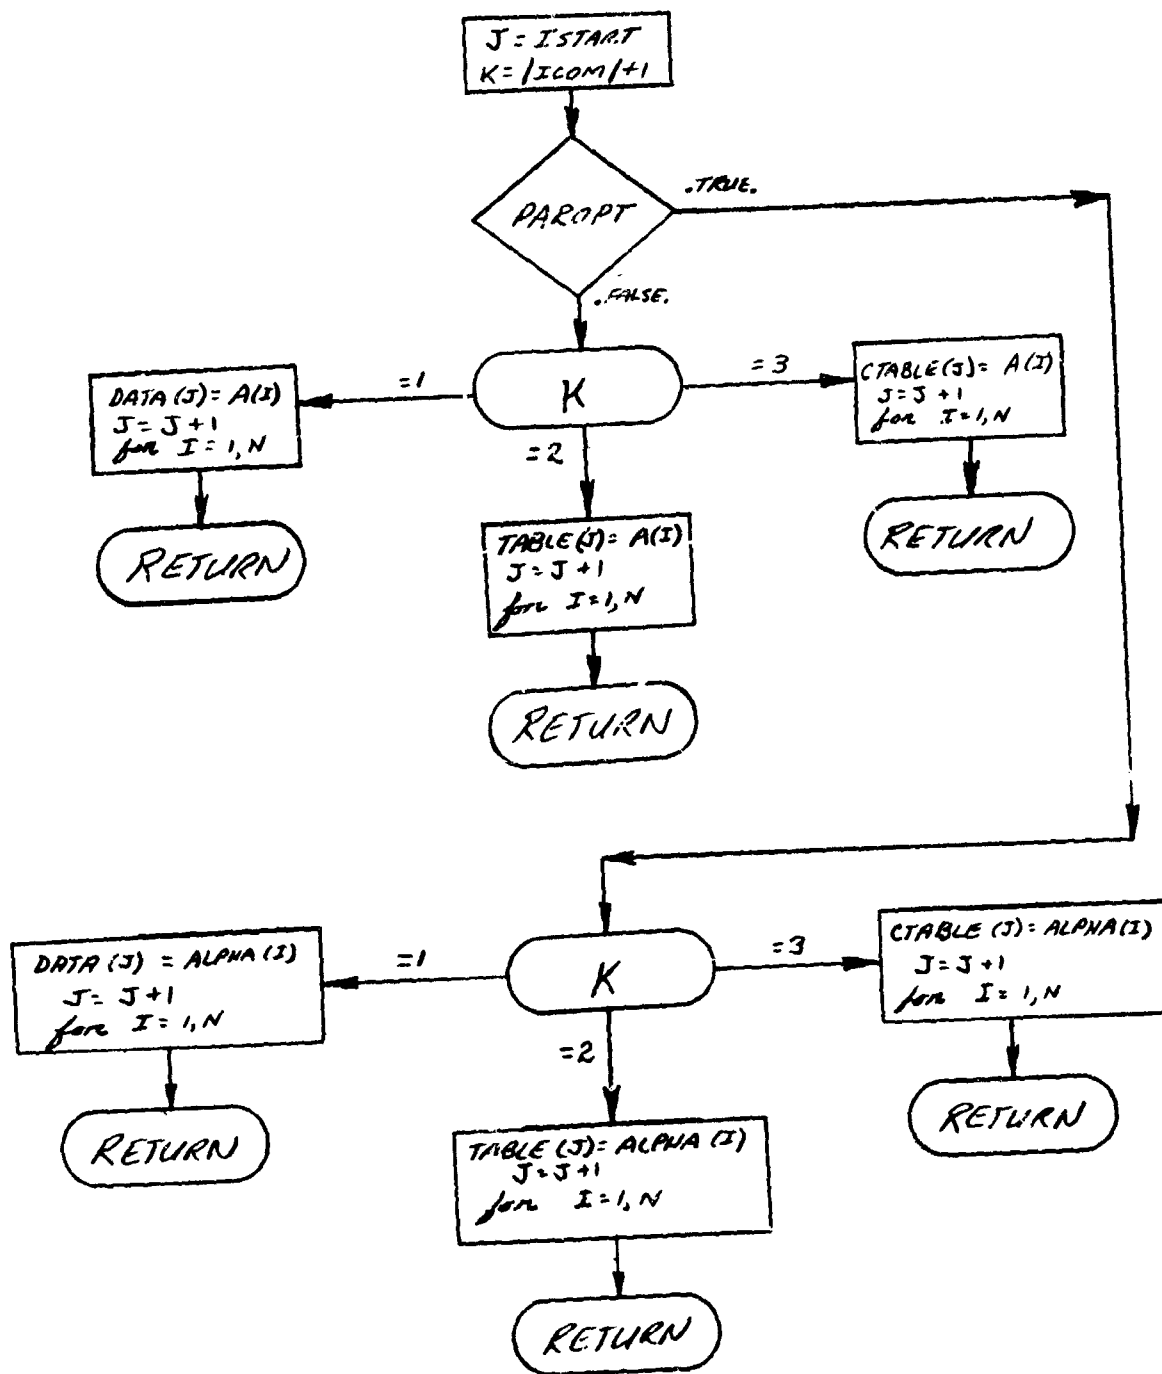 J = ISTART
K = /ICOM/+1
PAROPT
.TRUE.
.FALSE.
K
=1
=3
=2
DATA (J) = A(I)
J = J + 1
for I = 1, N
RETURN
CTABLE(J) = A(I)
J = J + 1
for I = 1, N
RETURN
TABLE(J) = A(I)
J = J + 1
for I = 1, N
RETURN
K
=1
=3
=2
DATA (J) = ALPHA (I)
J = J + 1
for I = 1, N
RETURN
CTABLE (J) = ALPHA(I)
J = J + 1
for I = 1, N
RETURN
TABLE (J) = ALPHA (I)
J = J + 1
for I = 1, N
RETURN